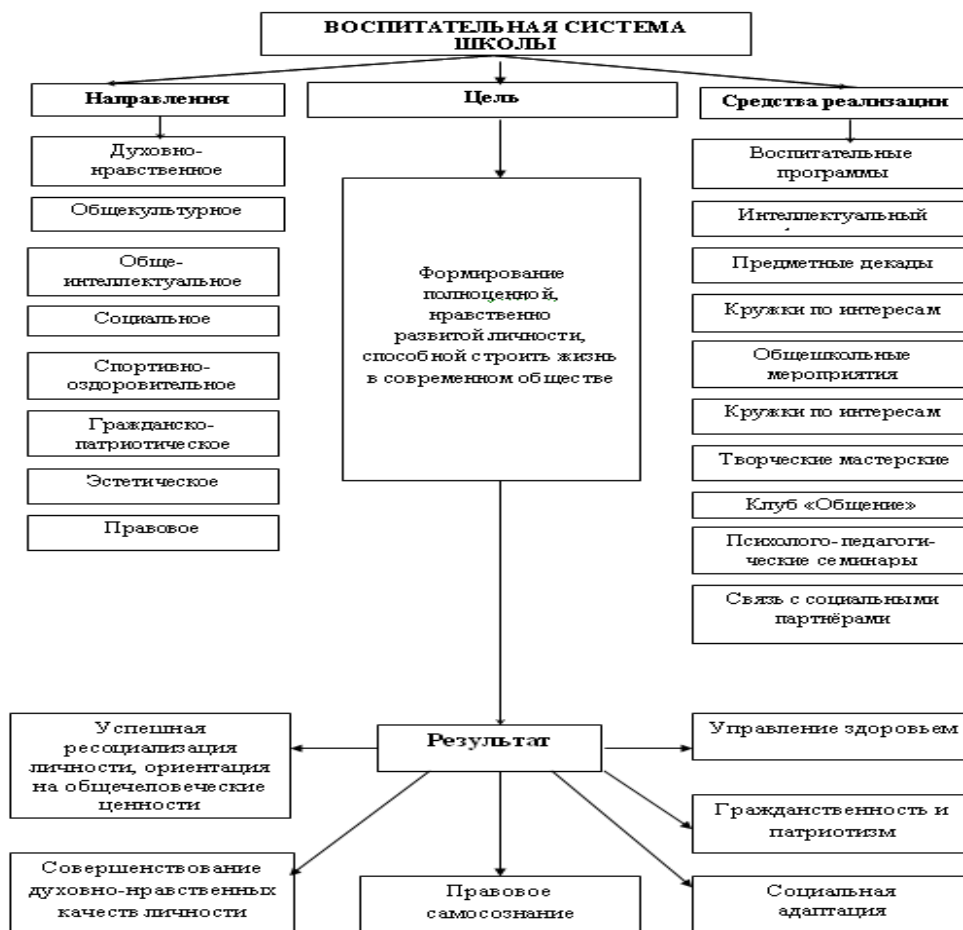 ВОСПИТАТЕЛЬНАЯ СИСТЕМА
ШКОЛЫ
Направления
Духовно-
нравственное
Общекультурное
Обще-
интеллектуальное
Социальное
Спортивно-
оздоровительное
Гражданско-
патриотическое
Эстетическое
Правовое
Цель
Формирование
полноценной,
нравственно
развитой личности,
способной строить жизнь
в современном обществе
Средства реализации
Воспитательные
программы
Интеллектуальный
Предметные декады
Кружки по интересам
Общешкольные
мероприятия
Кружки по интересам
Творческие мастерские
Клуб «Общение»
Психолого-педагоги-
ческие семинары
Связь с социальными
партнёрами
Результат
Успешная
ресоциализация
личности, ориентация
на общечеловеческие
ценности
Совершенствование
духовно-нравственных
качеств личности
Правовое
самосознание
Управление здоровьем
Гражданственность и
патриотизм
Социальная
адаптация